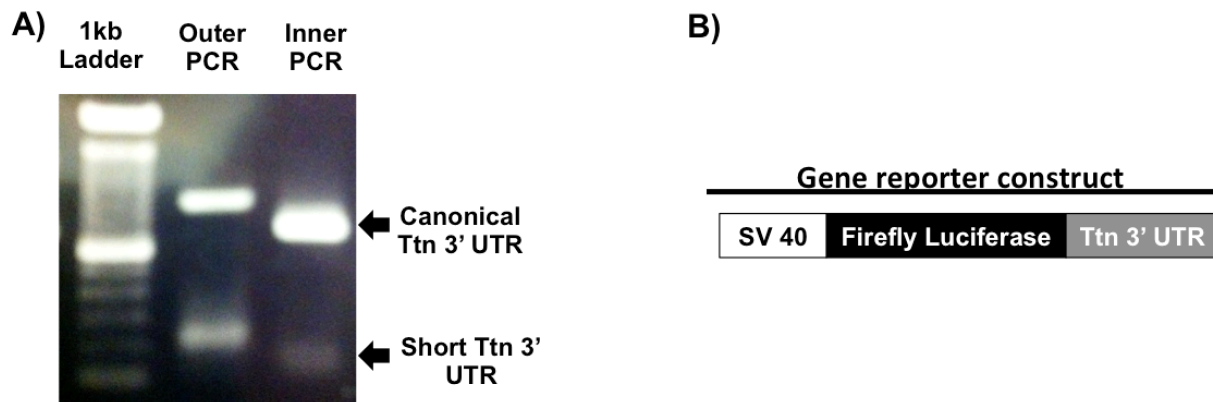 A)
1kb
Ladder
Outer
PCR
Inner
PCR
Canonical
Ttn 3’ UTR
Short Ttn 3’
UTR
B)
Gene reporter construct
SV 40
Firefly Luciferase
Ttn 3’ UTR